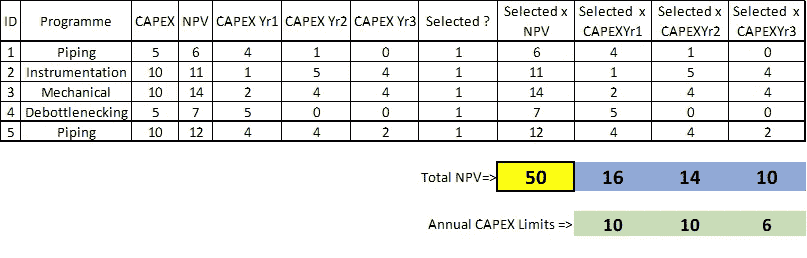 ID Programme CAPEX NPV CAPEX Yr1 CAPEX Yr2 CAPEX Yr3 Selected ? Selected x NPV Selected x CAPEXYr1 Selected x CAPEXYr2 Selected x CAPEXYr3
1 Piping 5 6 4 1 0 1 6 4 1 0
2 Instrumentation 10 11 1 5 4 1 11 1 5 4
3 Mechanical 10 14 2 4 4 1 14 2 4 4
4 Debottlenecking 5 7 5 0 0 1 7 5 0 0
5 Piping 10 12 4 4 2 1 12 4 4 2
Total NPV=> 50 16 14 10
Annual CAPEX Limits => 10 10 6